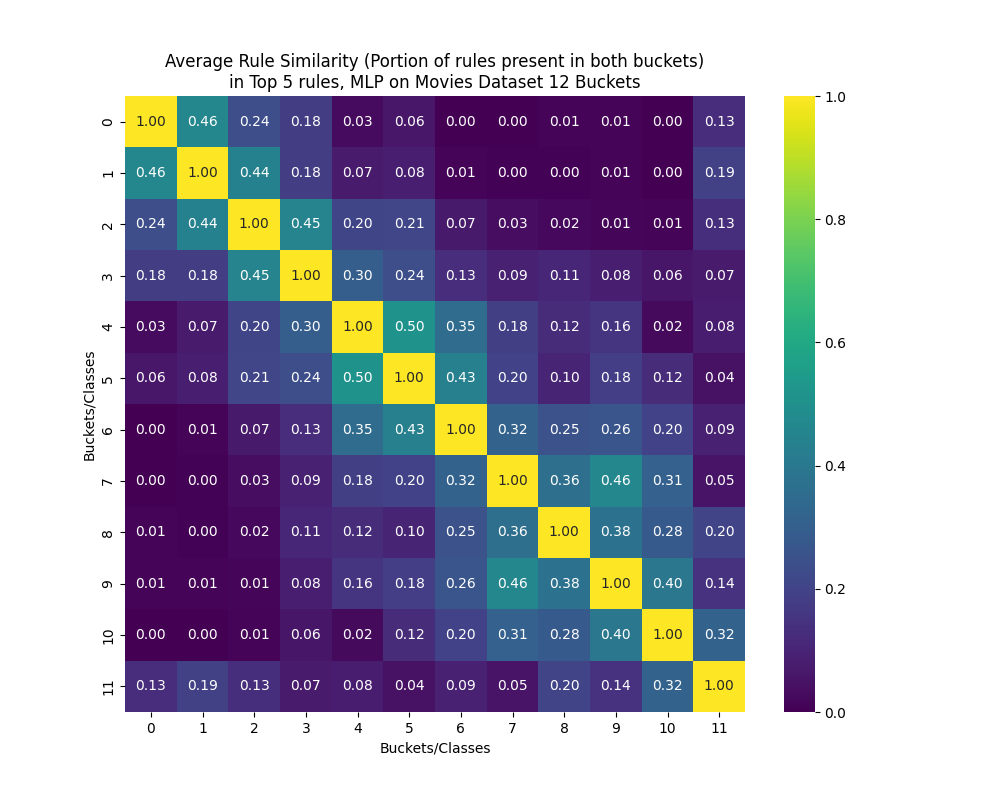 Average Rule Similarity (Portion of rules present in both buckets)
in Top 5 rules, MLP on Movies Dataset 12 Buckets
Buckets/Classes
0 1.00 0.46 0.24 0.18 0.03 0.06 0.00 0.00 0.01 0.01 0.00 0.13
1 0.46 1.00 0.44 0.18 0.07 0.08 0.01 0.00 0.00 0.01 0.00 0.19
2 0.24 0.44 1.00 0.45 0.20 0.21 0.07 0.03 0.02 0.01 0.01 0.13
3 0.18 0.18 0.45 1.00 0.30 0.24 0.13 0.09 0.11 0.08 0.06 0.07
4 0.03 0.07 0.20 0.30 1.00 0.50 0.35 0.18 0.12 0.16 0.02 0.08
5 0.06 0.08 0.21 0.24 0.50 1.00 0.43 0.20 0.10 0.18 0.12 0.04
6 0.00 0.01 0.07 0.13 0.35 0.43 1.00 0.32 0.25 0.26 0.20 0.09
7 0.00 0.00 0.03 0.09 0.18 0.20 0.32 1.00 0.36 0.46 0.31 0.05
8 0.01 0.00 0.02 0.11 0.12 0.10 0.25 0.36 1.00 0.38 0.28 0.20
9 0.01 0.01 0.01 0.08 0.16 0.18 0.26 0.46 0.38 1.00 0.40 0.14
10 0.00 0.00 0.01 0.06 0.02 0.12 0.20 0.31 0.28 0.40 1.00 0.32
11 0.13 0.19 0.13 0.07 0.08 0.04 0.09 0.05 0.20 0.14 0.32 1.00
0 1 2 3 4 5 6 7 8 9 10 11
Buckets/Classes
1.0
0.8
0.6
0.4
0.2
0.0